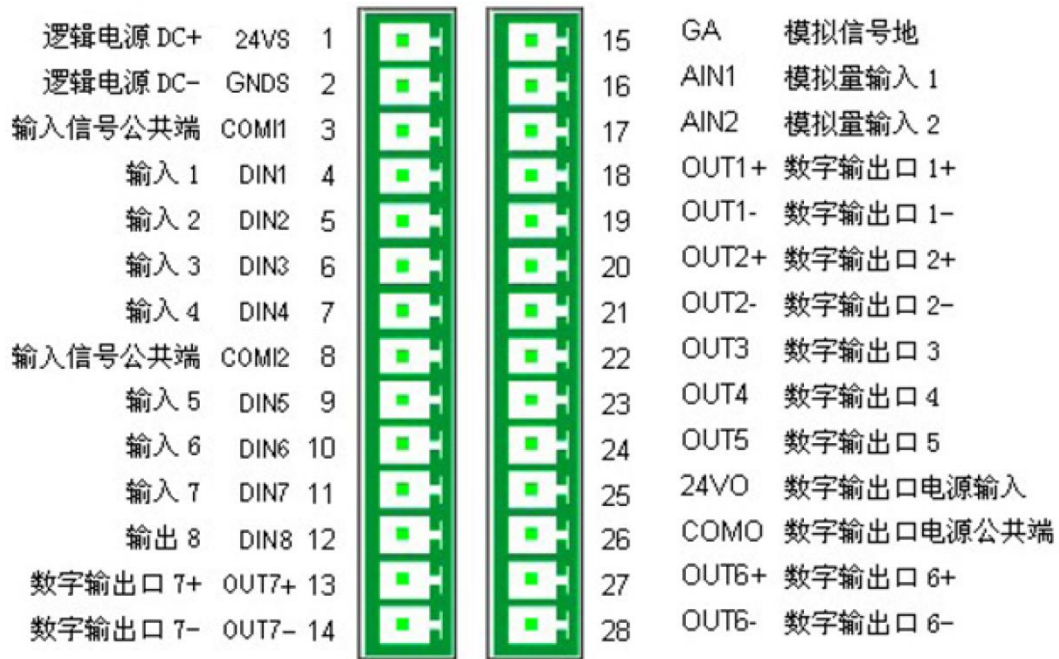 逻辑电源 DC+ 24VS 1
逻辑电源 DC- GNDS 2
输入信号公共端 COMI1 3
输入 1 DIN1 4
输入 2 DIN2 5
输入 3 DIN3 6
输入 4 DIN4 7
输入信号公共端 COMI2 8
输入 5 DIN5 9
输入 6 DIN6 10
输入 7 DIN7 11
输出 8 DIN8 12
数字输出口 7+ OUT7+ 13
数字输出口 7- OUT7- 14
15 GA 模拟信号地
16 AIN1 模拟量输入 1
17 AIN2 模拟量输入 2
18 OUT1+ 数字输出口 1+
19 OUT1- 数字输出口 1-
20 OUT2+ 数字输出口 2+
21 OUT2- 数字输出口 2-
22 OUT3 数字输出口 3
23 OUT4 数字输出口 4
24 OUT5 数字输出口 5
25 24VO 数字输出口电源输入
26 COMO 数字输出口电源公共端
27 OUT6+ 数字输出口 6+
28 OUT6- 数字输出口 6-